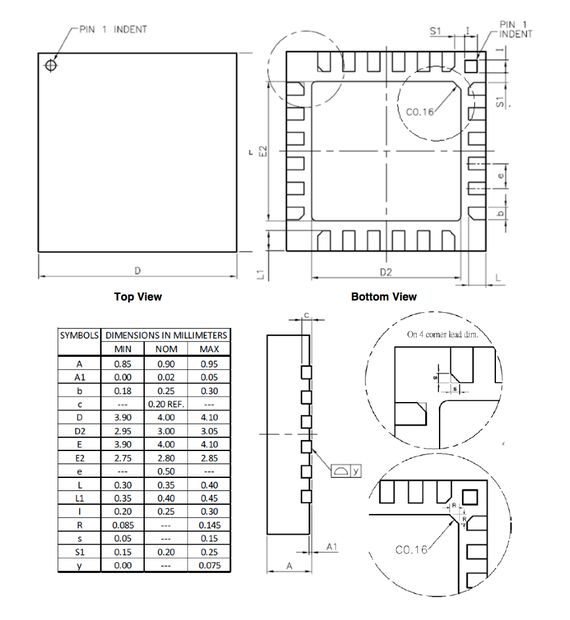 PIN 1 INDENT
S1
I
PIN 1
INDENT
I
S1
C0.16
E2
e
b
L1
L
D
D2
Top View
Bottom View
SYMBOLS DIMENSIONS IN MILLIMETERS
MIN NOM MAX
A 0.85 0.90 0.95
A1 0.00 0.02 0.05
b 0.18 0.25 0.30
c --- 0.20 REF. ---
D 3.90 4.00 4.10
D2 2.95 3.00 3.05
E 3.90 4.00 4.10
E2 2.75 2.80 2.85
e --- 0.50 ---
L 0.30 0.35 0.40
L1 0.35 0.40 0.45
I 0.20 0.25 0.30
R 0.085 --- 0.145
s 0.05 --- 0.15
S1 0.15 0.20 0.25
y 0.00 --- 0.075
c
y
A1
A
On 4 corner lead dim.
s
s
R
R
C0.16